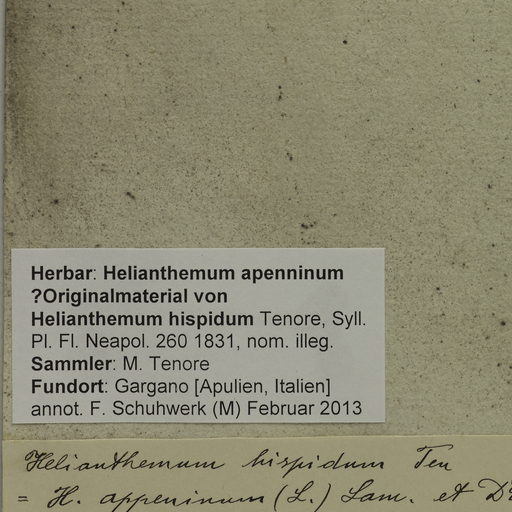 Herbar: Helianthemum apenninum
?Originalmaterial von
Helianthemum hispidum Tenore, Syll.
Pl. Fl. Neapol. 260 1831, nom. illeg.
Sammler: M. Tenore
Fundort: Gargano [Apulien, Italien]
annot. F. Schuhwerk (M) Februar 2013
Helianthemum hispidum Ten
= H. appeninum (L.) Lam. et